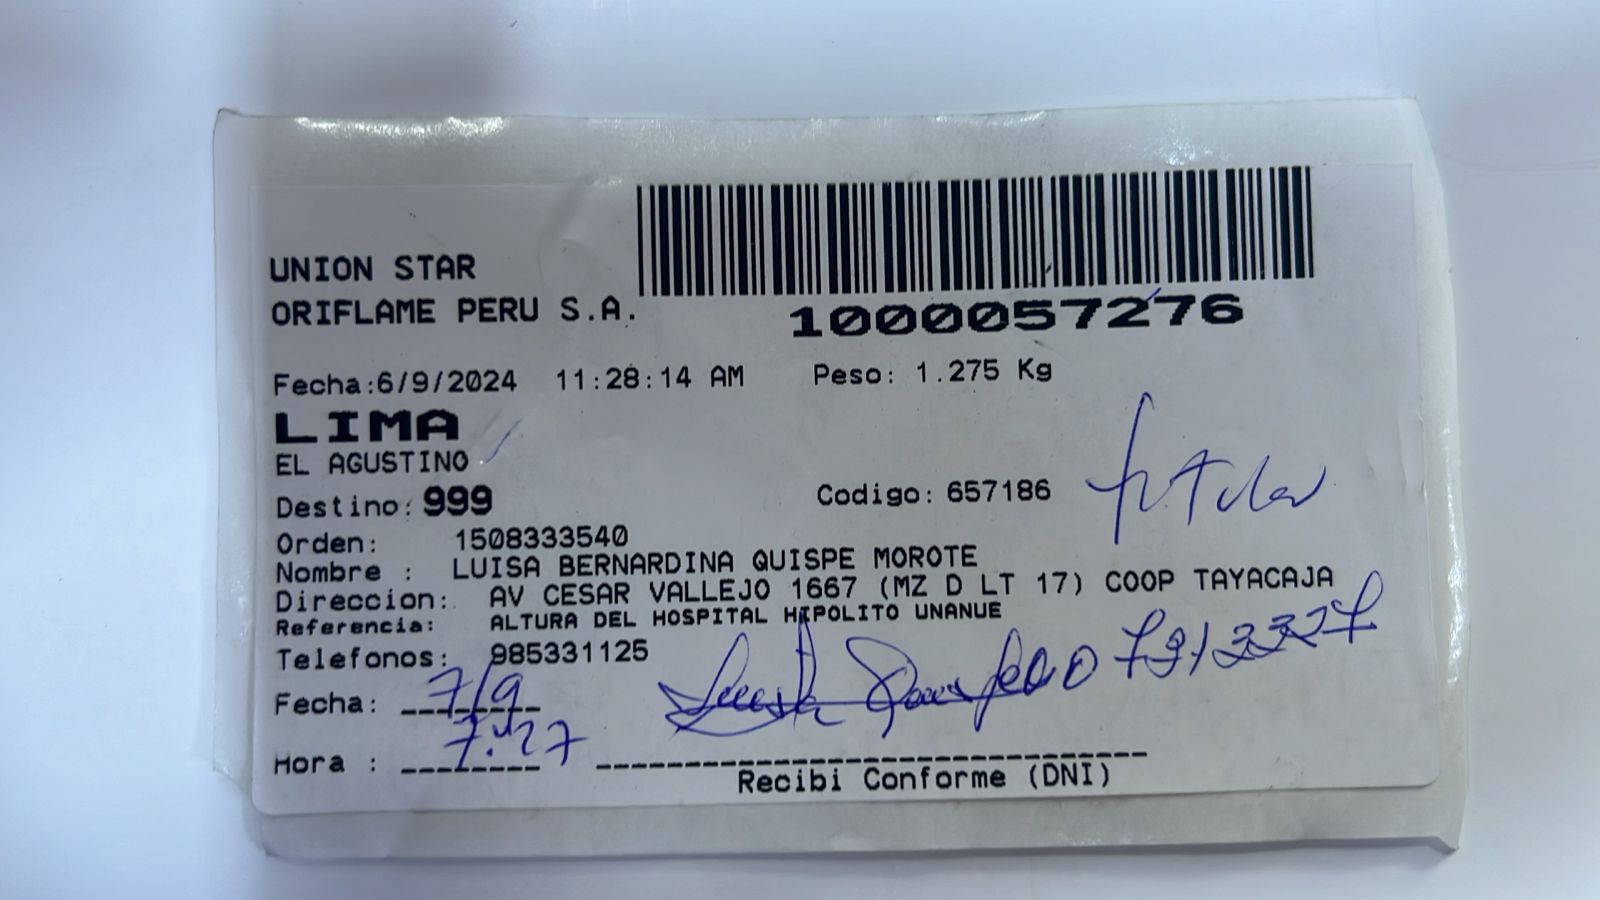 UNION STAR
ORIFLAME PERU S.A.
1000057276
Fecha:6/9/2024 11:28:14 AM Peso: 1.275 Kg
LIMA
EL AGUSTINO
Destino: 999 Codigo: 657186
Orden: 1508333540
Nombre : LUISA BERNARDINA QUISPE MOROTE
Direccion: AV CESAR VALLEJO 1667 (MZ D LT 17) COOP TAYACAJA
Referencia: ALTURA DEL HOSPITAL HIPOLITO UNANUE
Telefonos: 985331125
Fecha: 7/9
Hora : 7:27
Recibi Conforme (DNI)